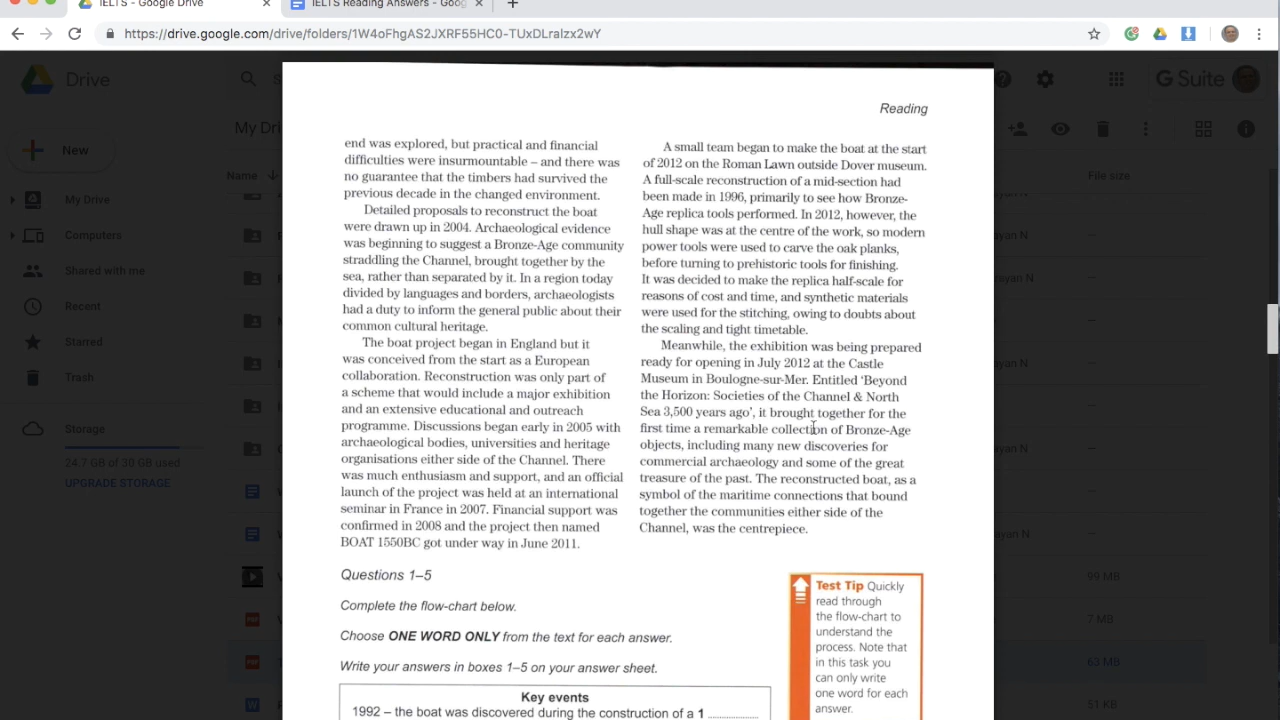 IELTS - Google Drive
IELTS Reading Answers - Goog
https://drive.google.com/drive/folders/1W4oFhgAS2JXRF55HC0-TUxDLralzx2wY
Drive
G Suite
My Dri
New
Name
File size
My Drive
Computers
Shared with me
Recent
Starred
Trash
Storage
24.7 GB of 30 GB used
UPGRADE STORAGE
99 MB
7 MB
63 MB
51 KB
Reading
end was explored, but practical and financial
difficulties were insurmountable – and there was
no guarantee that the timbers had survived the
previous decade in the changed environment.
Detailed proposals to reconstruct the boat
were drawn up in 2004. Archaeological evidence
was beginning to suggest a Bronze-Age community
straddling the Channel, brought together by the
sea, rather than separated by it. In a region today
divided by languages and borders, archaeologists
had a duty to inform the general public about their
common cultural heritage.
The boat project began in England but it
was conceived from the start as a European
collaboration. Reconstruction was only part of
a scheme that would include a major exhibition
and an extensive educational and outreach
programme. Discussions began early in 2005 with
archaeological bodies, universities and heritage
organisations either side of the Channel. There
was much enthusiasm and support, and an official
launch of the project was held at an international
seminar in France in 2007. Financial support was
confirmed in 2008 and the project then named
BOAT 1550BC got under way in June 2011.
A small team began to make the boat at the start
of 2012 on the Roman Lawn outside Dover museum.
A full-scale reconstruction of a mid-section had
been made in 1996, primarily to see how Bronze-
Age replica tools performed. In 2012, however, the
hull shape was at the centre of the work, so modern
power tools were used to carve the oak planks,
before turning to prehistoric tools for finishing.
It was decided to make the replica half-scale for
reasons of cost and time, and synthetic materials
were used for the stitching, owing to doubts about
the scaling and tight timetable.
Meanwhile, the exhibition was being prepared
ready for opening in July 2012 at the Castle
Museum in Boulogne-sur-Mer. Entitled ‘Beyond
the Horizon: Societies of the Channel & North
Sea 3,500 years ago’, it brought together for the
first time a remarkable collection of Bronze-Age
objects, including many new discoveries for
commercial archaeology and some of the great
treasure of the past. The reconstructed boat, as a
symbol of the maritime connections that bound
together the communities either side of the
Channel, was the centrepiece.
Questions 1–5
Complete the flow-chart below.
Choose ONE WORD ONLY from the text for each answer.
Write your answers in boxes 1–5 on your answer sheet.
Key events
1992 – the boat was discovered during the construction of a 1 ..............
Test Tip Quickly
read through
the flow-chart to
understand the
process. Note that
in this task you
can only write
one word for each
answer.